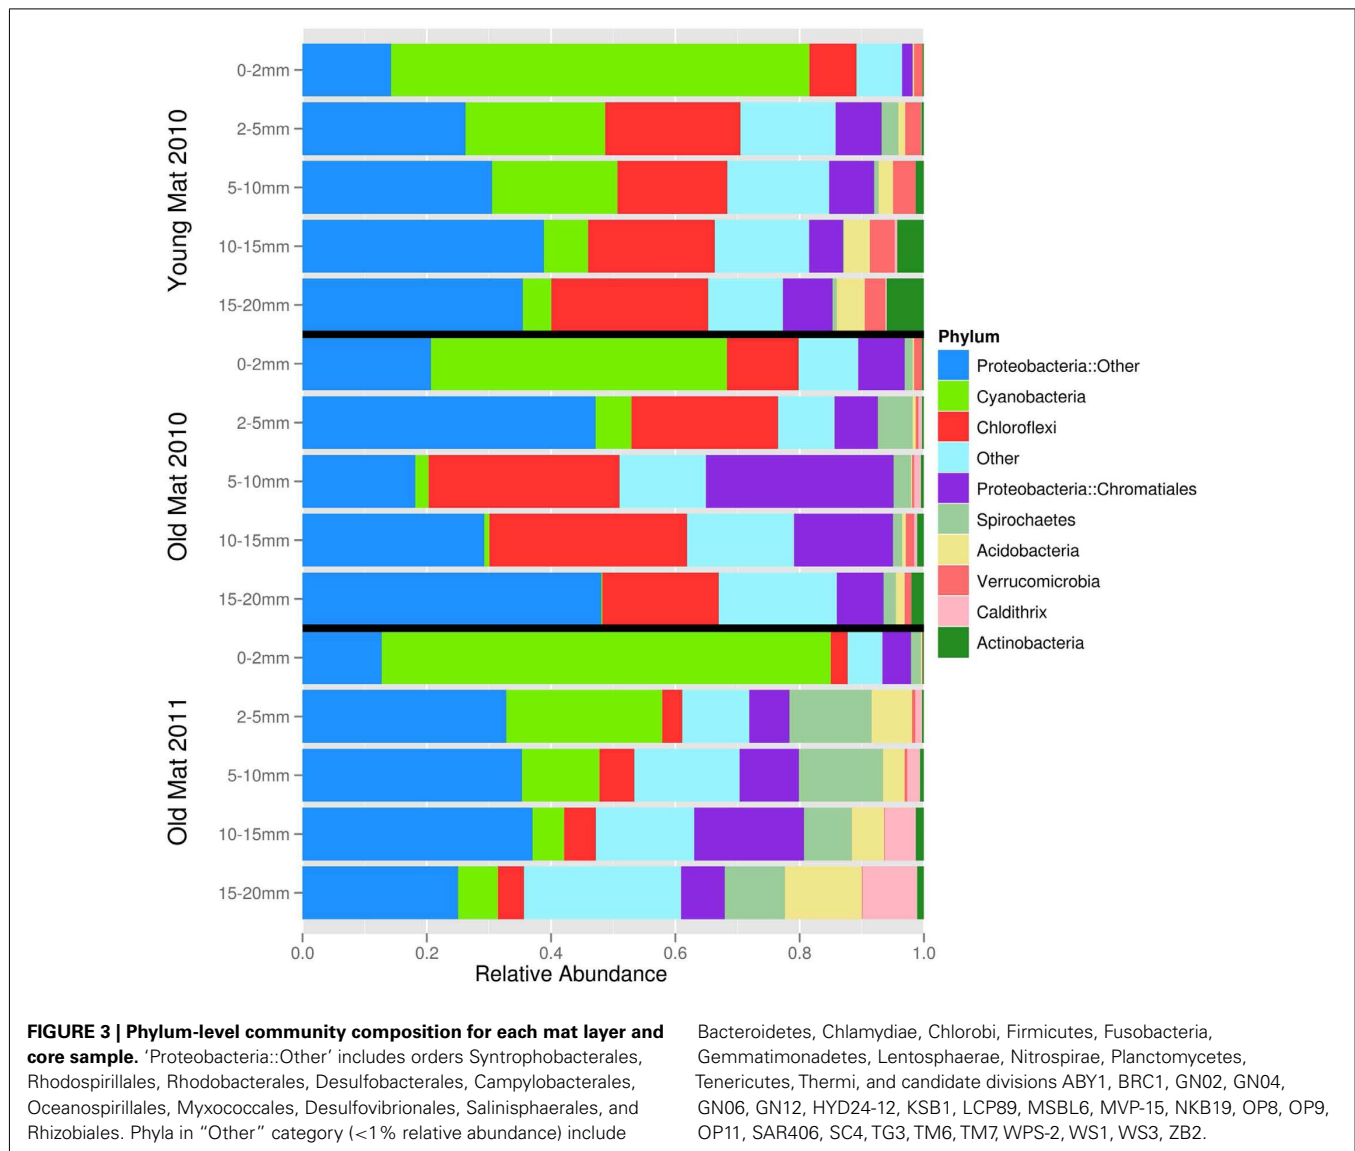 Young Mat 2010
0-2mm
2-5mm
5-10mm
10-15mm
15-20mm
Old Mat 2010
0-2mm
2-5mm
5-10mm
10-15mm
15-20mm
Old Mat 2011
0-2mm
2-5mm
5-10mm
10-15mm
15-20mm
0.0 0.2 0.4 0.6 0.8 1.0
Relative Abundance
Phylum
Proteobacteria::Other
Cyanobacteria
Chloroflexi
Other
Proteobacteria::Chromatiales
Spirochaetes
Acidobacteria
Verrucomicrobia
Caldithrix
Actinobacteria
FIGURE 3 | Phylum-level community composition for each mat layer and
core sample. ‘Proteobacteria::Other’ includes orders Syntrophobacterales,
Rhodospirillales, Rhodobacterales, Desulfobacterales, Campylobacterales,
Oceanospirillales, Myxococcales, Desulfovibrionales, Salinisphaerales, and
Rhizobiales. Phyla in “Other” category (<1% relative abundance) include
Bacteroidetes, Chlamydiae, Chlorobi, Firmicutes, Fusobacteria,
Gemmatimonadetes, Lentosphaerae, Nitrospirae, Planctomycetes,
Tenericutes, Thermi, and candidate divisions ABY1, BRC1, GN02, GN04,
GN06, GN12, HYD24-12, KSB1, LCP89, MSBL6, MVP-15, NKB19, OP8, OP9,
OP11, SAR406, SC4, TG3, TM6, TM7, WPS-2, WS1, WS3, ZB2.